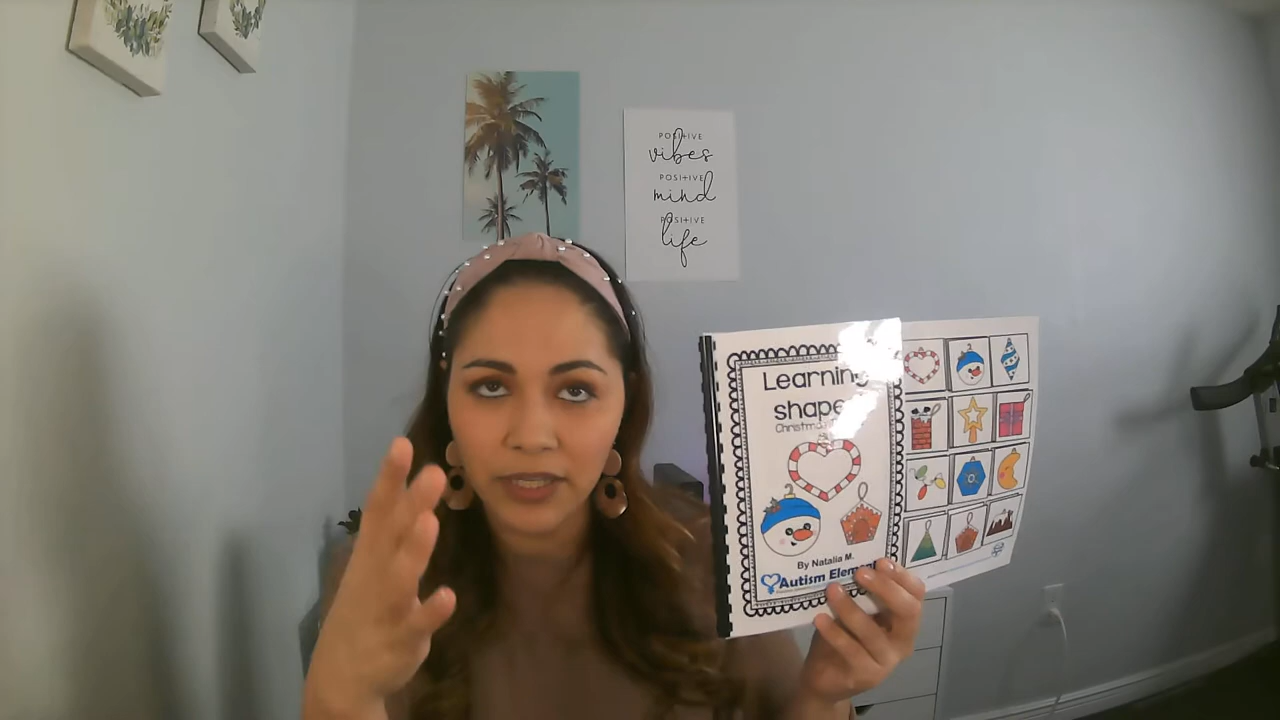 POSITIVE
vibes
POSITIVE
mind
POSITIVE
life
Learning
shape
By Natalia M.
Autism Elem